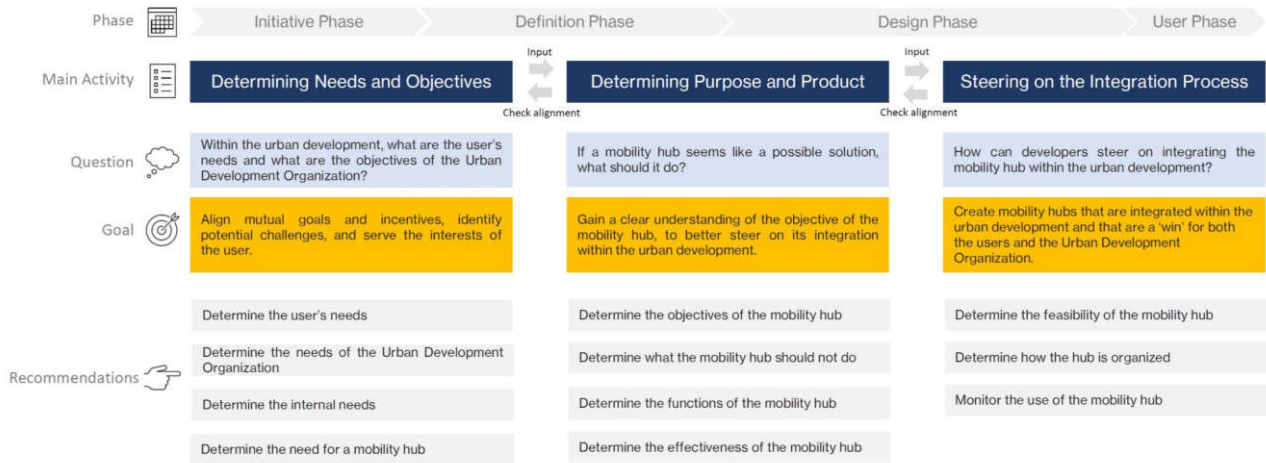 Phase
Initiative Phase
Definition Phase
Design Phase
User Phase
Main Activity
Determining Needs and Objectives
Input
Check alignment
Determining Purpose and Product
Input
Check alignment
Steering on the Integration Process
Question
Within the urban development, what are the user's
needs and what are the objectives of the Urban
Development Organization?
If a mobility hub seems like a possible solution,
what should it do?
How can developers steer on integrating the
mobility hub within the urban development?
Goal
Align mutual goals and incentives, identify
potential challenges, and serve the interests of
the user.
Gain a clear understanding of the objective of the
mobility hub, to better steer on its integration
within the urban development.
Create mobility hubs that are integrated within the
urban development and that are a 'win' for both
the users and the Urban Development
Organization.
Recommendations
Determine the user's needs
Determine the needs of the Urban Development
Organization
Determine the internal needs
Determine the need for a mobility hub
Determine the objectives of the mobility hub
Determine what the mobility hub should not do
Determine the functions of the mobility hub
Determine the effectiveness of the mobility hub
Determine the feasibility of the mobility hub
Determine how the hub is organized
Monitor the use of the mobility hub